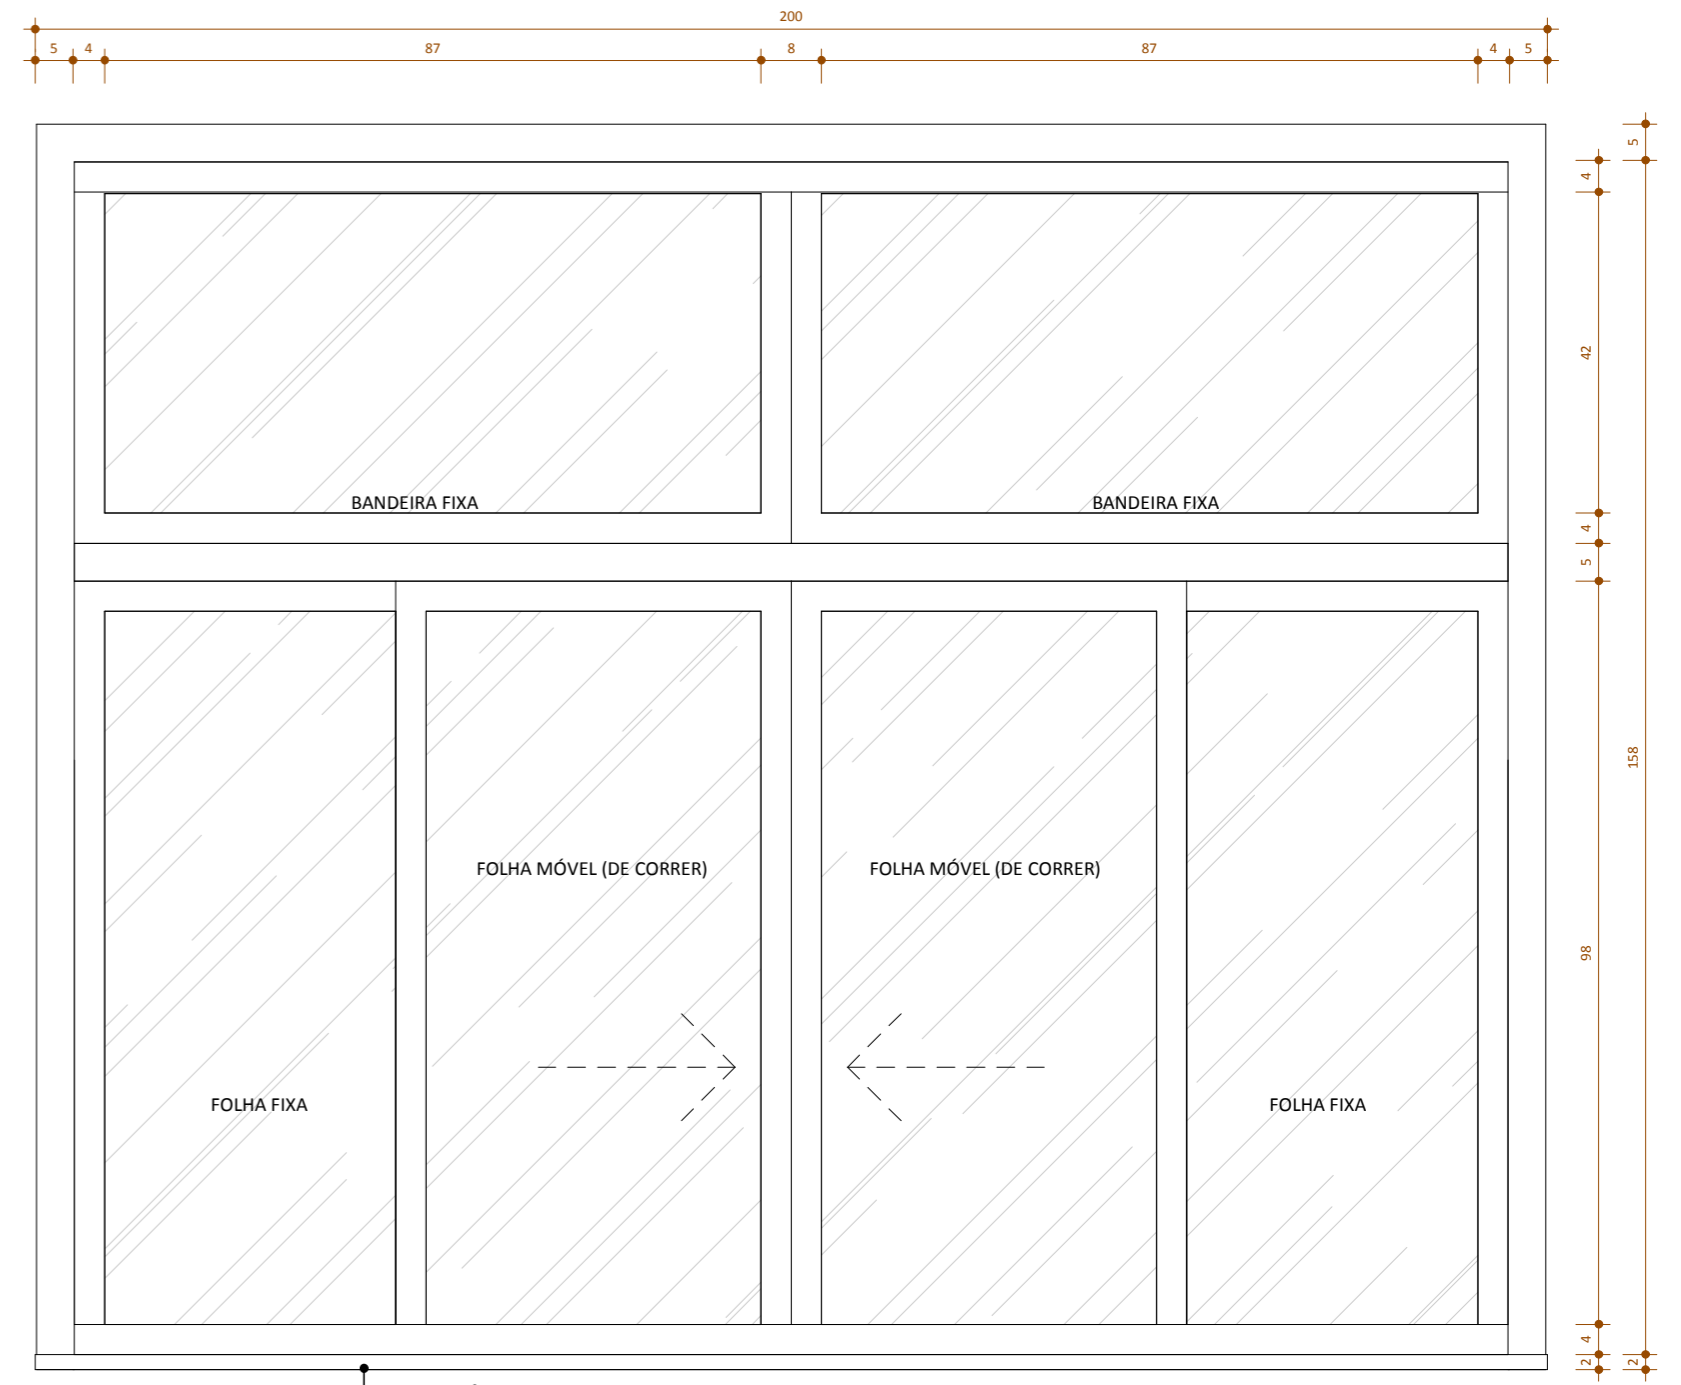 200
5 4 87 8 87 4 5
5
4
42
BANDEIRA FIXA BANDEIRA FIXA
4
5
158
FOLHA MÓVEL (DE CORRER) FOLHA MÓVEL (DE CORRER)
98
FOLHA FIXA FOLHA FIXA
4
2 2